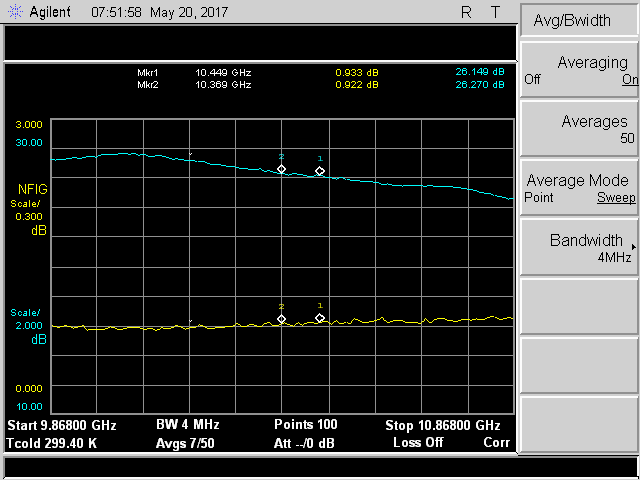 Agilent 07:51:58 May 20, 2017 R T
Avg/Bwidth
Mkr1 10.449 GHz 0.933 dB 26.149 dB
Mkr2 10.369 GHz 0.922 dB 26.270 dB
Averaging
Off On
Averages
50
Average Mode
Point Sweep
Bandwidth
4MHz
3.000
30.00
NFIG
Scale/
0.300
dB
Scale/
2.000
dB
0.000
10.00
2
1
2
1
Start 9.86800 GHz BW 4 MHz Points 100 Stop 10.86800 GHz
Tcold 299.40 K Avgs 7/50 Att --/0 dB Loss Off Corr